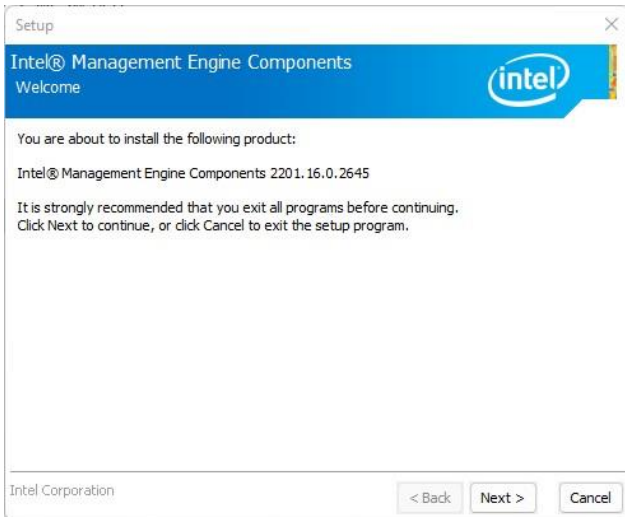 Setup
Intel® Management Engine Components
Welcome
intel
You are about to install the following product:
Intel® Management Engine Components 2201.16.0.2645
It is strongly recommended that you exit all programs before continuing.
Click Next to continue, or click Cancel to exit the setup program.
Intel Corporation
< Back Next > Cancel